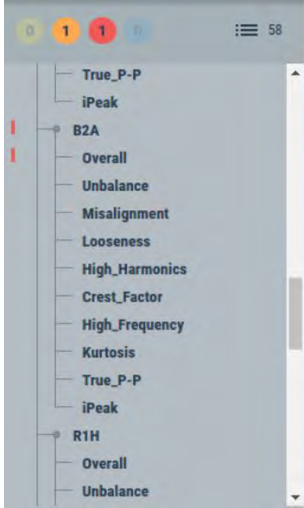 0 1 1 0 58
True_P-P
iPeak
B2A
Overall
Unbalance
Misalignment
Looseness
High_Harmonics
Crest_Factor
High_Frequency
Kurtosis
True_P-P
iPeak
R1H
Overall
Unbalance